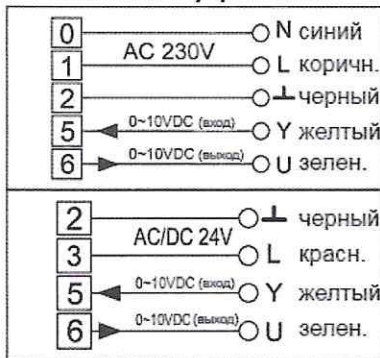 0 N синий
AC 230V
1 L коричн.
2 ⊥ черный
5 0~10VDC (вход) Y желтый
6 0~10VDC (выход) U зелен.
2 ⊥ черный
AC/DC 24V
3 L красн.
5 0~10VDC (вход) Y желтый
6 0~10VDC (выход) U зелен.